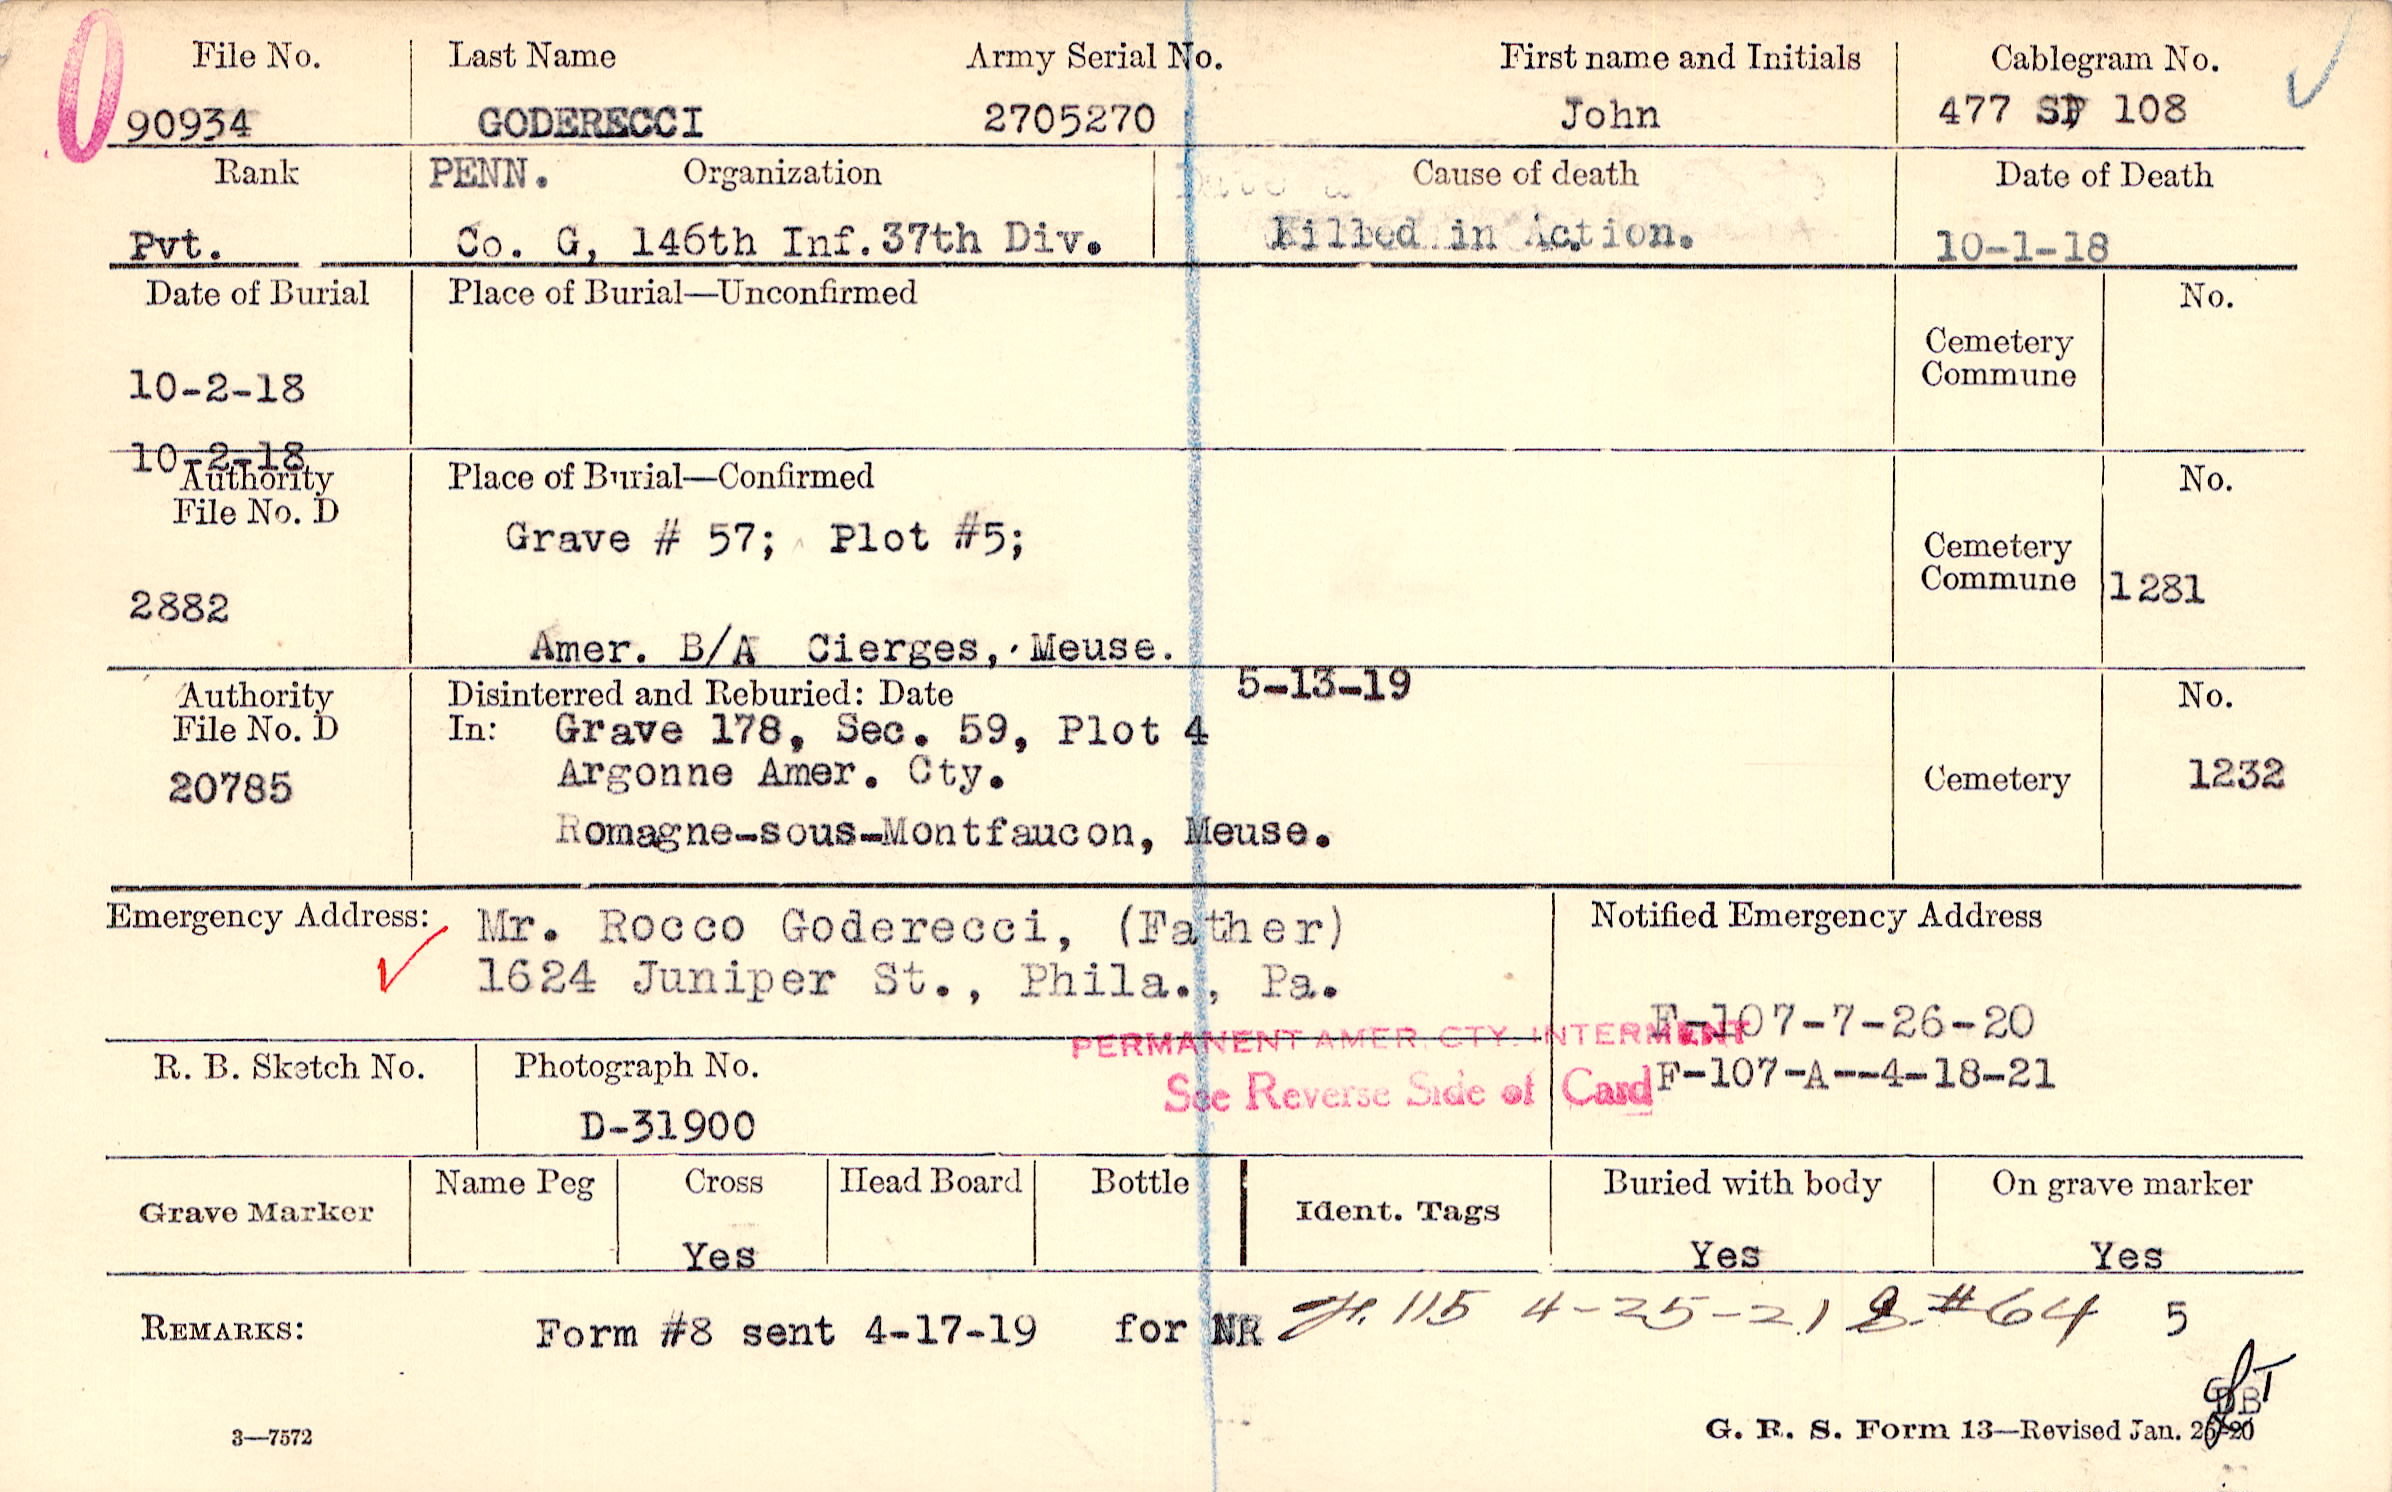 File No. Last Name Army Serial No. First name and Initials Cablegram No.
90934 GODERECCI 2705270 John 477 108
Rank PENN. Organization Cause of death Date of Death
Pvt. Co. G, 146th Inf. 37th Div. Killed in Action. 10-1-18
Date of Burial Place of Burial—Unconfirmed No.
Cemetery
Commune
10-2-18
10-2-18
Authority Place of Burial—Confirmed No.
File No. D
Grave # 57; Plot #5;
Cemetery
Commune 1281
2882
Amer. B/A Cierges, Meuse.
Authority Disinterred and Reburied: Date 5-13-19 No.
File No. D In: Grave 178, Sec. 59, Plot 4
20785 Argonne Amer. Cty. Cemetery 1232
Romagne-sous-Montfaucon, Meuse.
Emergency Address: Mr. Rocco Goderecci, (Father) Notified Emergency Address
1624 Juniper St., Phila., Pa.
F-107-7-26-20
PERMANENT AMER. CTY. INTERMENT
R. B. Sketch No. Photograph No. See Reverse Side of Card F-107-A--4-18-21
D-31900
Grave Marker Name Peg Cross Head Board Bottle Ident. Tags Buried with body On grave marker
Yes Yes Yes
REMARKS: Form #8 sent 4-17-19 for NR 115 4-25-21 #64 5
3—7572 G. R. S. Form 13—Revised Jan.